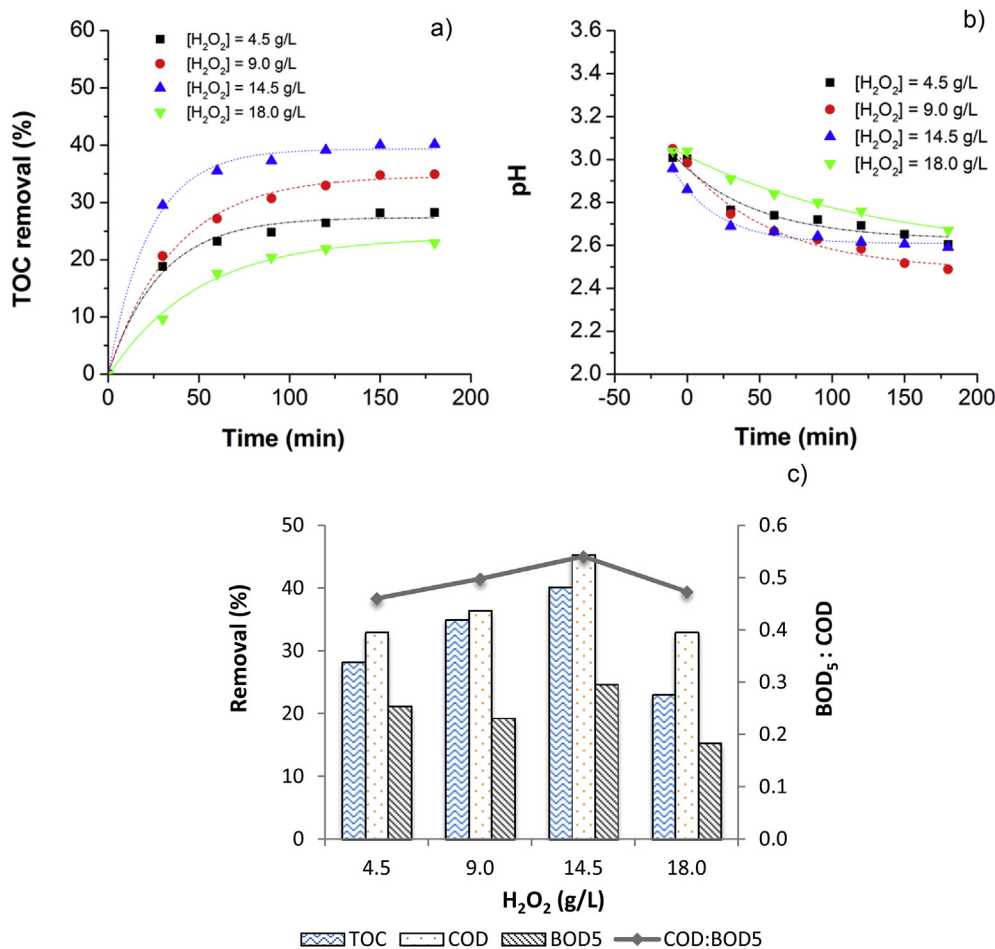 a)
[H₂O₂] = 4.5 g/L
[H₂O₂] = 9.0 g/L
[H₂O₂] = 14.5 g/L
[H₂O₂] = 18.0 g/L
TOC removal (%)
60
50
40
30
20
10
0
0 50 100 150 200
Time (min)
b)
[H₂O₂] = 4.5 g/L
[H₂O₂] = 9.0 g/L
[H₂O₂] = 14.5 g/L
[H₂O₂] = 18.0 g/L
pH
3.6
3.4
3.2
3.0
2.8
2.6
2.4
2.2
2.0
-50 0 50 100 150 200
Time (min)
c)
Removal (%)
50
40
30
20
10
0
BOD₅ : COD
0.6
0.5
0.4
0.3
0.2
0.1
0.0
4.5 9.0 14.5 18.0
H₂O₂ (g/L)
TOC COD BOD5 COD:BOD5